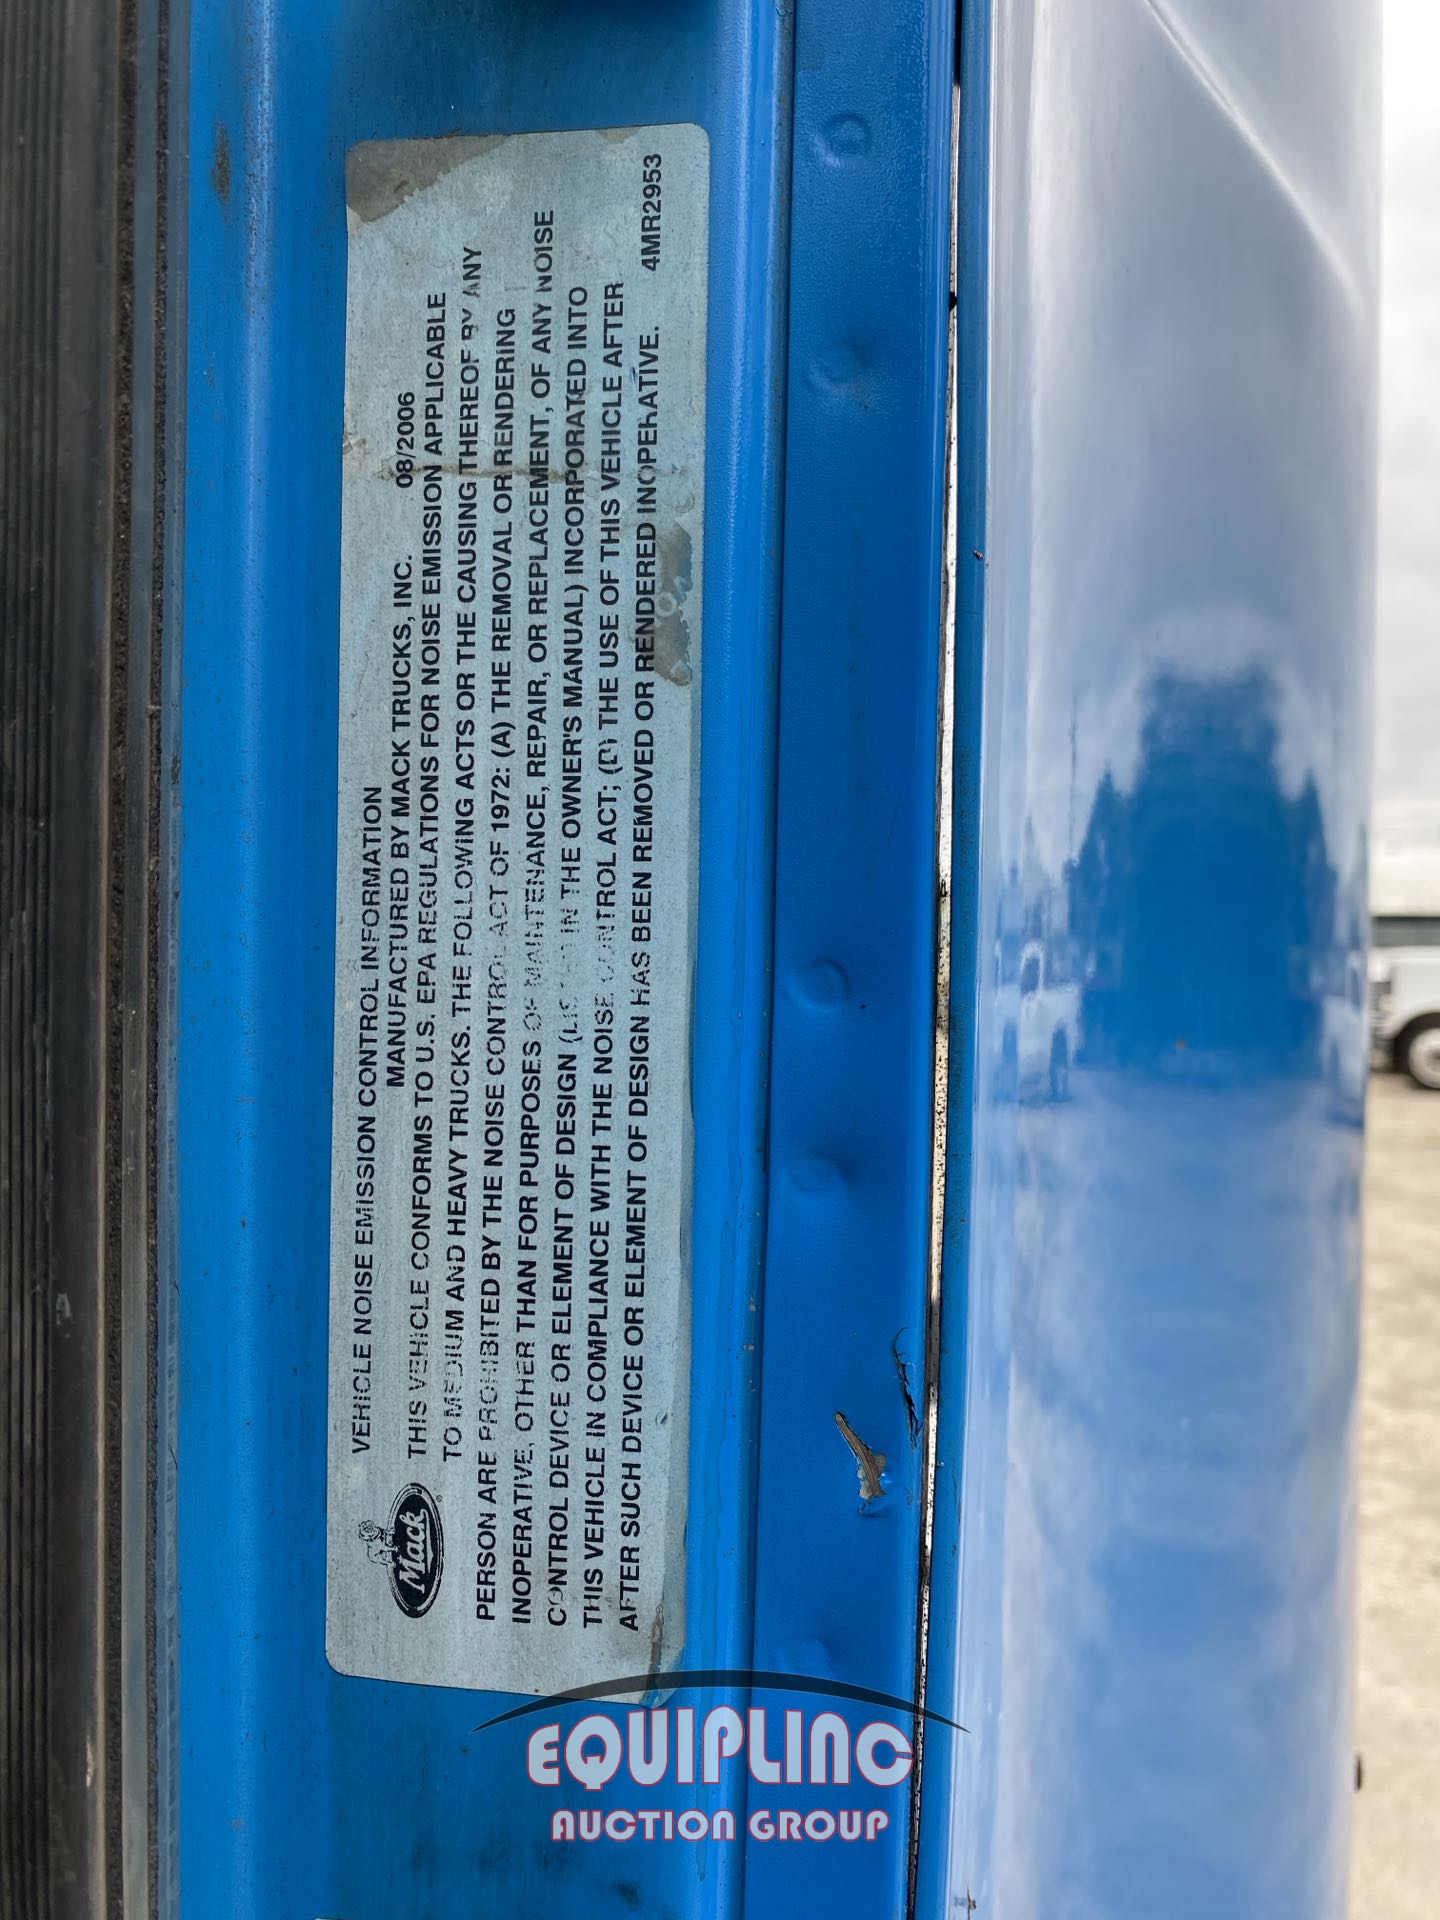 VEHICLE NOISE EMISSION CONTROL INFORMATION
MANUFACTURED BY MACK TRUCKS, INC. 08/2006
Mack
THIS VEHICLE CONFORMS TO U.S. EPA REGULATIONS FOR NOISE EMISSION APPLICABLE
TO MEDIUM AND HEAVY TRUCKS. THE FOLLOWING ACTS OR THE CAUSING THEREOF BY ANY
PERSON ARE PROHIBITED BY THE NOISE CONTROL ACT OF 1972: (A) THE REMOVAL OR RENDERING
INOPERATIVE, OTHER THAN FOR PURPOSES OF MAINTENANCE, REPAIR, OR REPLACEMENT, OF ANY NOISE
CONTROL DEVICE OR ELEMENT OF DESIGN IN THE OWNER'S MANUAL) INCORPORATED INTO
THIS VEHICLE IN COMPLIANCE WITH THE NOISE CONTROL ACT; THE USE OF THIS VEHICLE AFTER
AFTER SUCH DEVICE OR ELEMENT OF DESIGN HAS BEEN REMOVED OR RENDERED INOPERATIVE. 4MR2953
EQUIPLINC
AUCTION GROUP